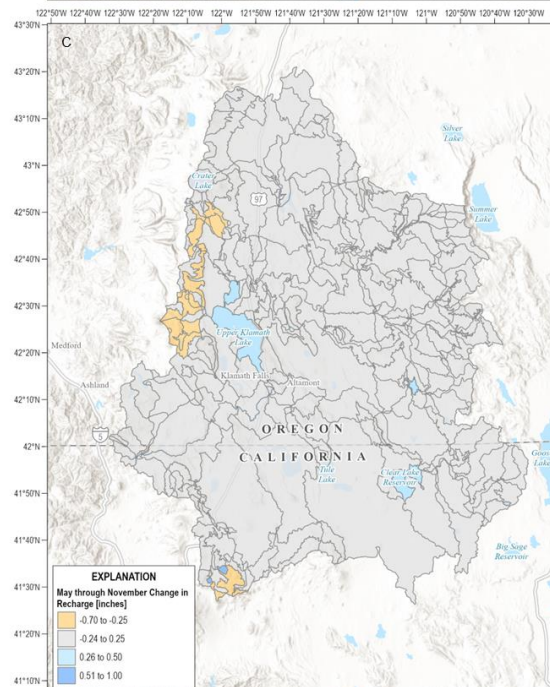 122°50'W 122°40'W 122°30'W 122°20'W 122°10'W 122°W 121°50'W 121°40'W 121°30'W 121°20'W 121°10'W 121°W 120°50'W 120°40'W 120°30'W
43°30'N
C
43°20'N
43°10'N
Silver
Lake
43°N
Crater
Lake
97
42°50'N
Summer
Lake
42°40'N
42°30'N
Upper Klamath
Lake
Medford
42°20'N
Klamath Falls
Altamont
Ashland
42°10'N
OREGON
5
42°N
CALIFORNIA
Goose
Lake
Tule
Lake
Clear Lake
Reservoir
41°50'N
41°40'N
Big Sage
Reservoir
41°30'N
41°20'N
41°10'N
EXPLANATION
May through November Change in
Recharge [inches]
-0.70 to -0.25
-0.24 to 0.25
0.26 to 0.50
0.51 to 1.00